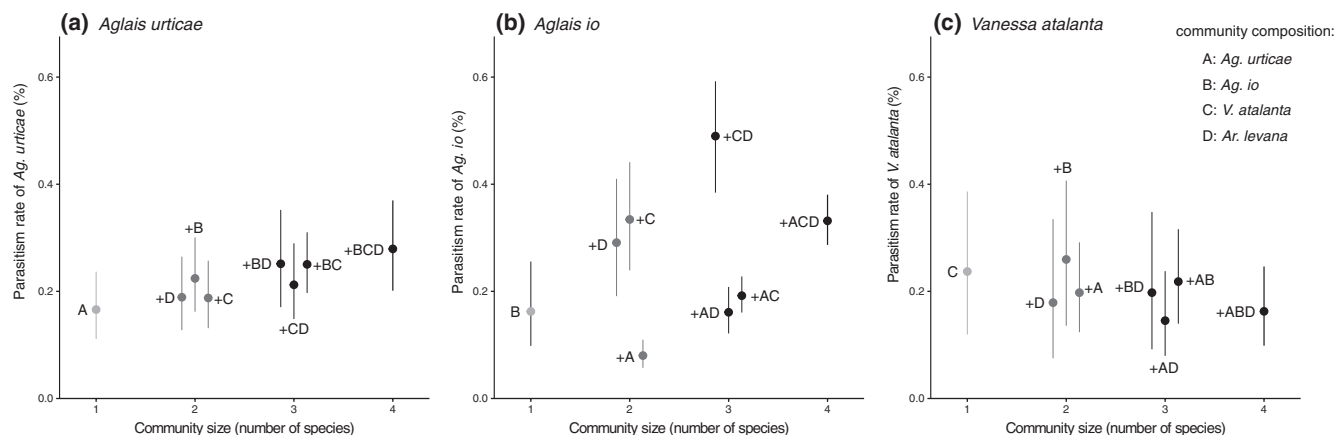 (a) Aglais urticae
Parasitism rate of Ag. urticae (%)
0.6
0.4
0.2
0.0
A
+D
+B
+C
+BD
+CD
+BC
+BCD
1 2 3 4
Community size (number of species)
(b) Aglais io
Parasitism rate of Ag. io (%)
0.6
0.4
0.2
0.0
B
+D
+C
+A
+CD
+AD
+AC
+ACD
1 2 3 4
Community size (number of species)
(c) Vanessa atalanta
Parasitism rate of V. atalanta (%)
0.6
0.4
0.2
0.0
C
+D
+B
+A
+BD
+AD
+AB
+ABD
1 2 3 4
Community size (number of species)
community composition:
A: Ag. urticae
B: Ag. io
C: V. atalanta
D: Ar. levana